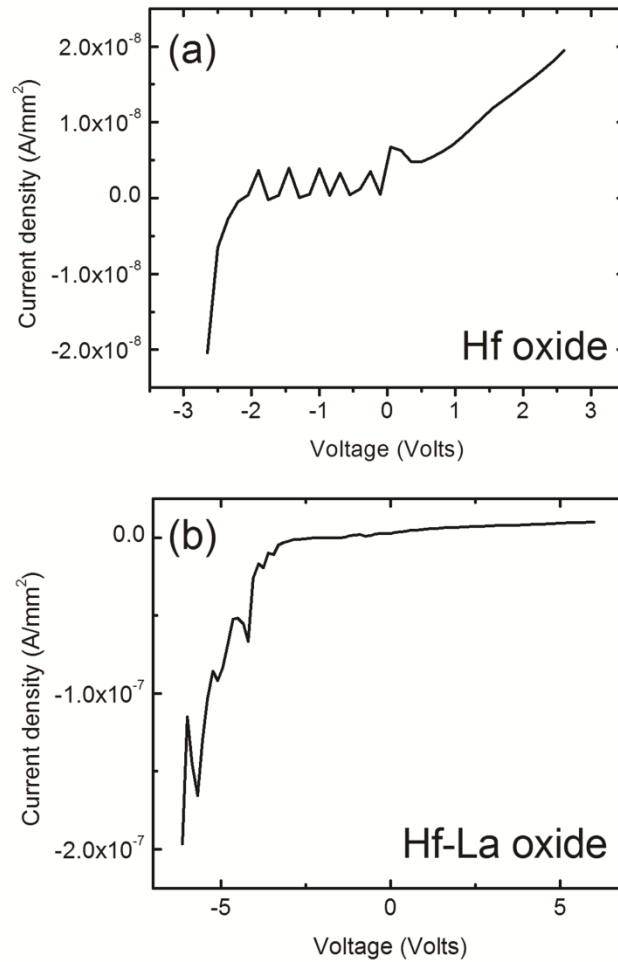 (a)
Current density (A/mm²)
2.0x10⁻⁸
1.0x10⁻⁸
0.0
-1.0x10⁻⁸
-2.0x10⁻⁸
Hf oxide
-3 -2 -1 0 1 2 3
Voltage (Volts)
(b)
Current density (A/mm²)
0.0
-1.0x10⁻⁷
-2.0x10⁻⁷
Hf-La oxide
-5 0 5
Voltage (Volts)